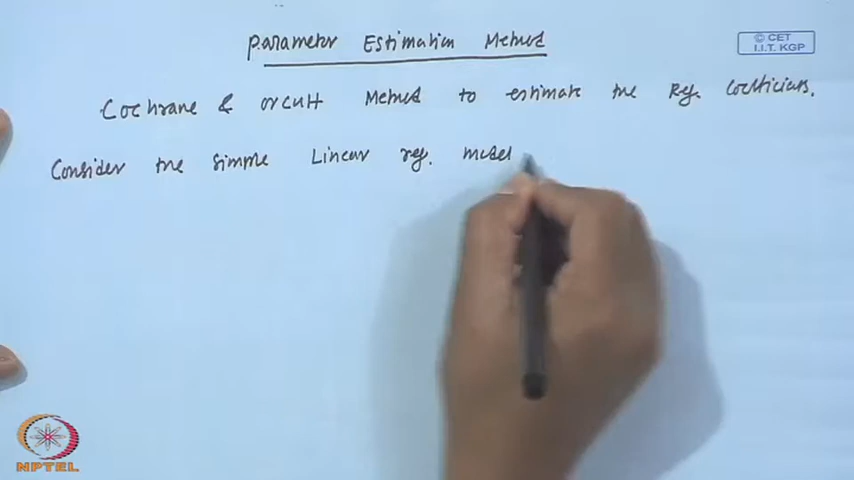 Parameter Estimation Method
© CET
I.I.T. KGP
Cochrane & orcutt Method to estimate the Reg. coefficients.
Consider the simple Linear reg. model
NPTEL